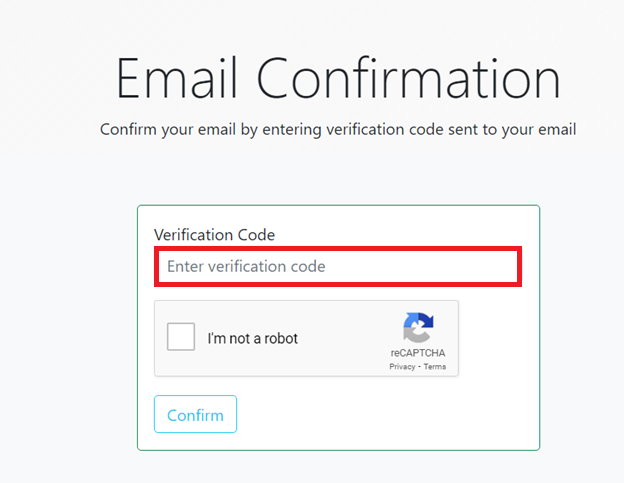 Email Confirmation
Confirm your email by entering verification code sent to your email
Verification Code
Enter verification code
I'm not a robot
reCAPTCHA
Privacy - Terms
Confirm